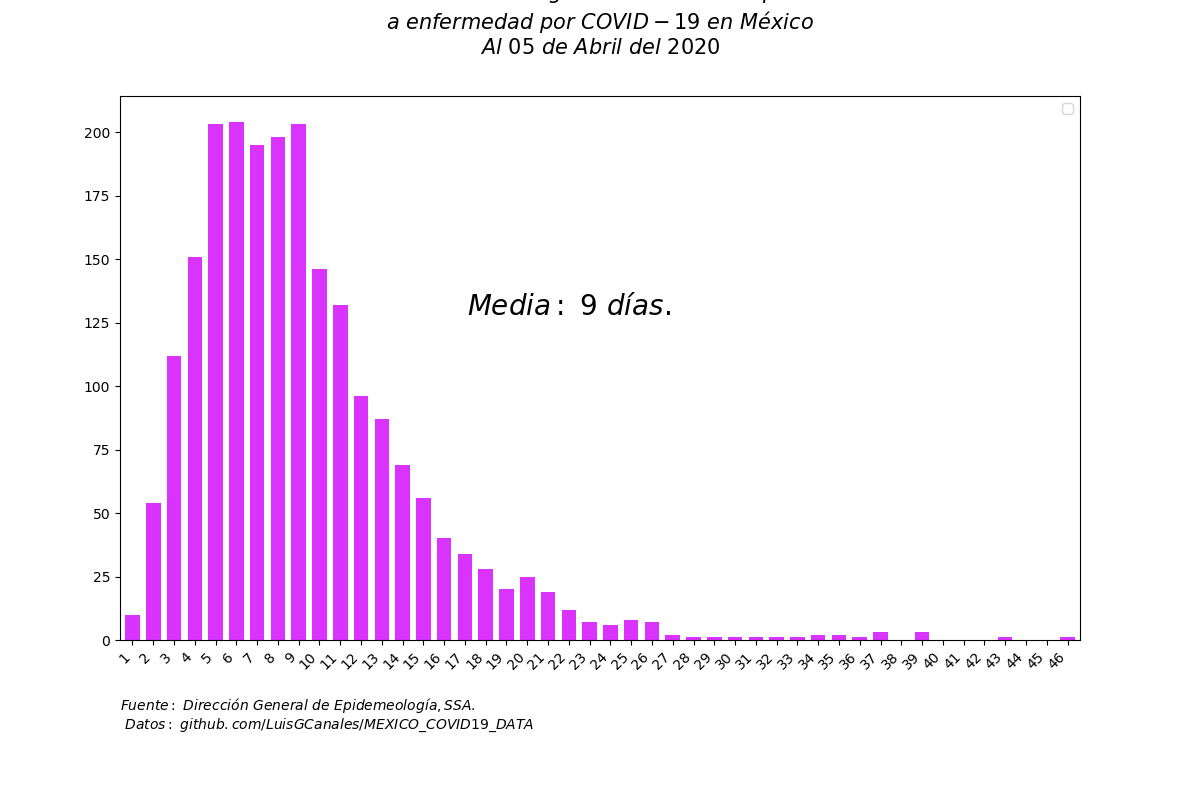 a enfermedad por COVID − 19 en México
Al 05 de Abril del 2020
200
175
150
125
100
75
50
25
0
Media : 9 días.
1 2 3 4 5 6 7 8 9 10 11 12 13 14 15 16 17 18 19 20 21 22 23 24 25 26 27 28 29 30 31 32 33 34 35 36 37 38 39 40 41 42 43 44 45 46
Fuente : Dirección General de Epidemeología, SSA.
Datos : github. com/LuisGCanales/MEXICO_COVID19_DATA